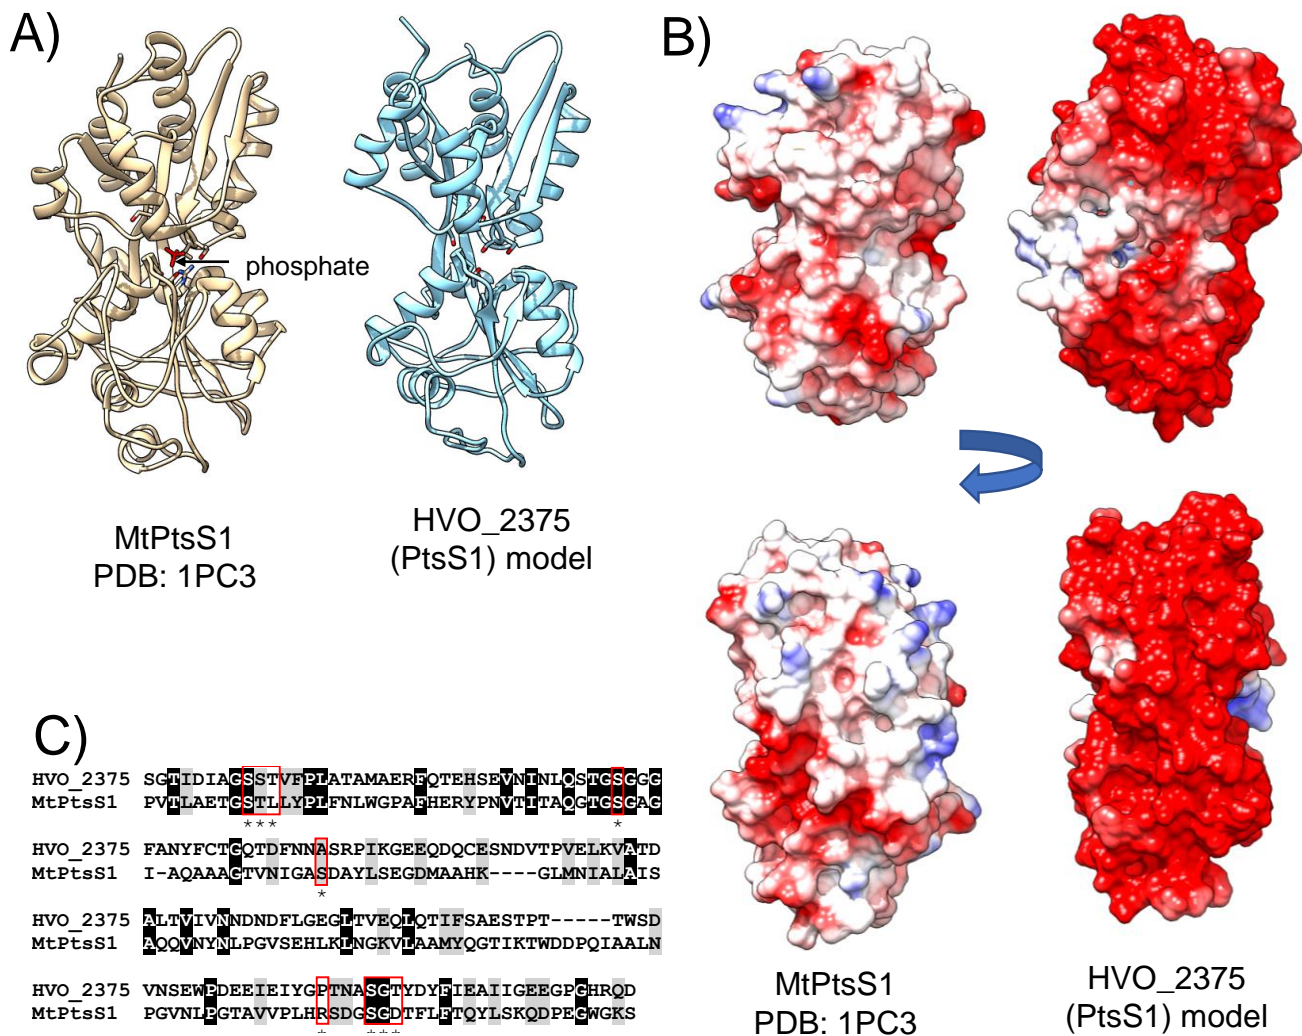 A)
B)
phosphate
MtPtsS1
PDB: 1PC3
HVO_2375
(PtsS1) model
C)
HVO_2375 SGTIDIAGSSTVFPLATAMAERFQTEHSEVNINLQSTGSGGG
MtPtsS1 PVTLAETGSTLLYPLFNLWGPAFHERYPNVTITAQGTGSGAG
* * * *
HVO_2375 FANYFCTGQTDFNNASRPIKGEEQDQCESNDVTPVELKVATD
MtPtsS1 I-AQAAAGTVNIGASDAYLSEGDMAAHK----GLMNIALAIS
*
HVO_2375 ALTVIVNNDNDFLGEGLTVEQLQTIFSAESTPT-----TWSD
MtPtsS1 AQQVNYNLPGVSEHLKLNGKVLAAMYQGTIKTWDDPQIAALN
HVO_2375 VNSEWPDEEIEIYGPTNASGTYDYFIEAIIGEEGPGHRQD
MtPtsS1 PGVNLPGTAVVPLHRSDGSGDTFLFTQYLSKQDPEGWGKS
* * * *
MtPtsS1
PDB: 1PC3
HVO_2375
(PtsS1) model